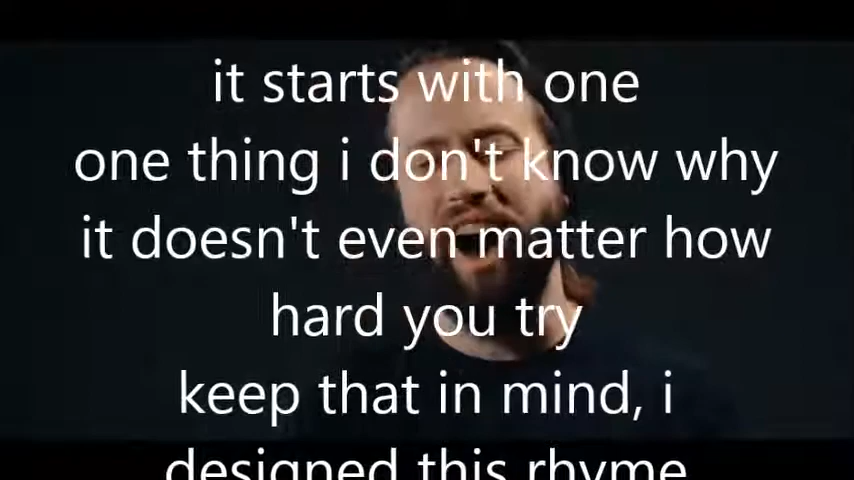 it starts with one
one thing i don't know why
it doesn't even matter how
hard you try
keep that in mind, i
designed this rhyme